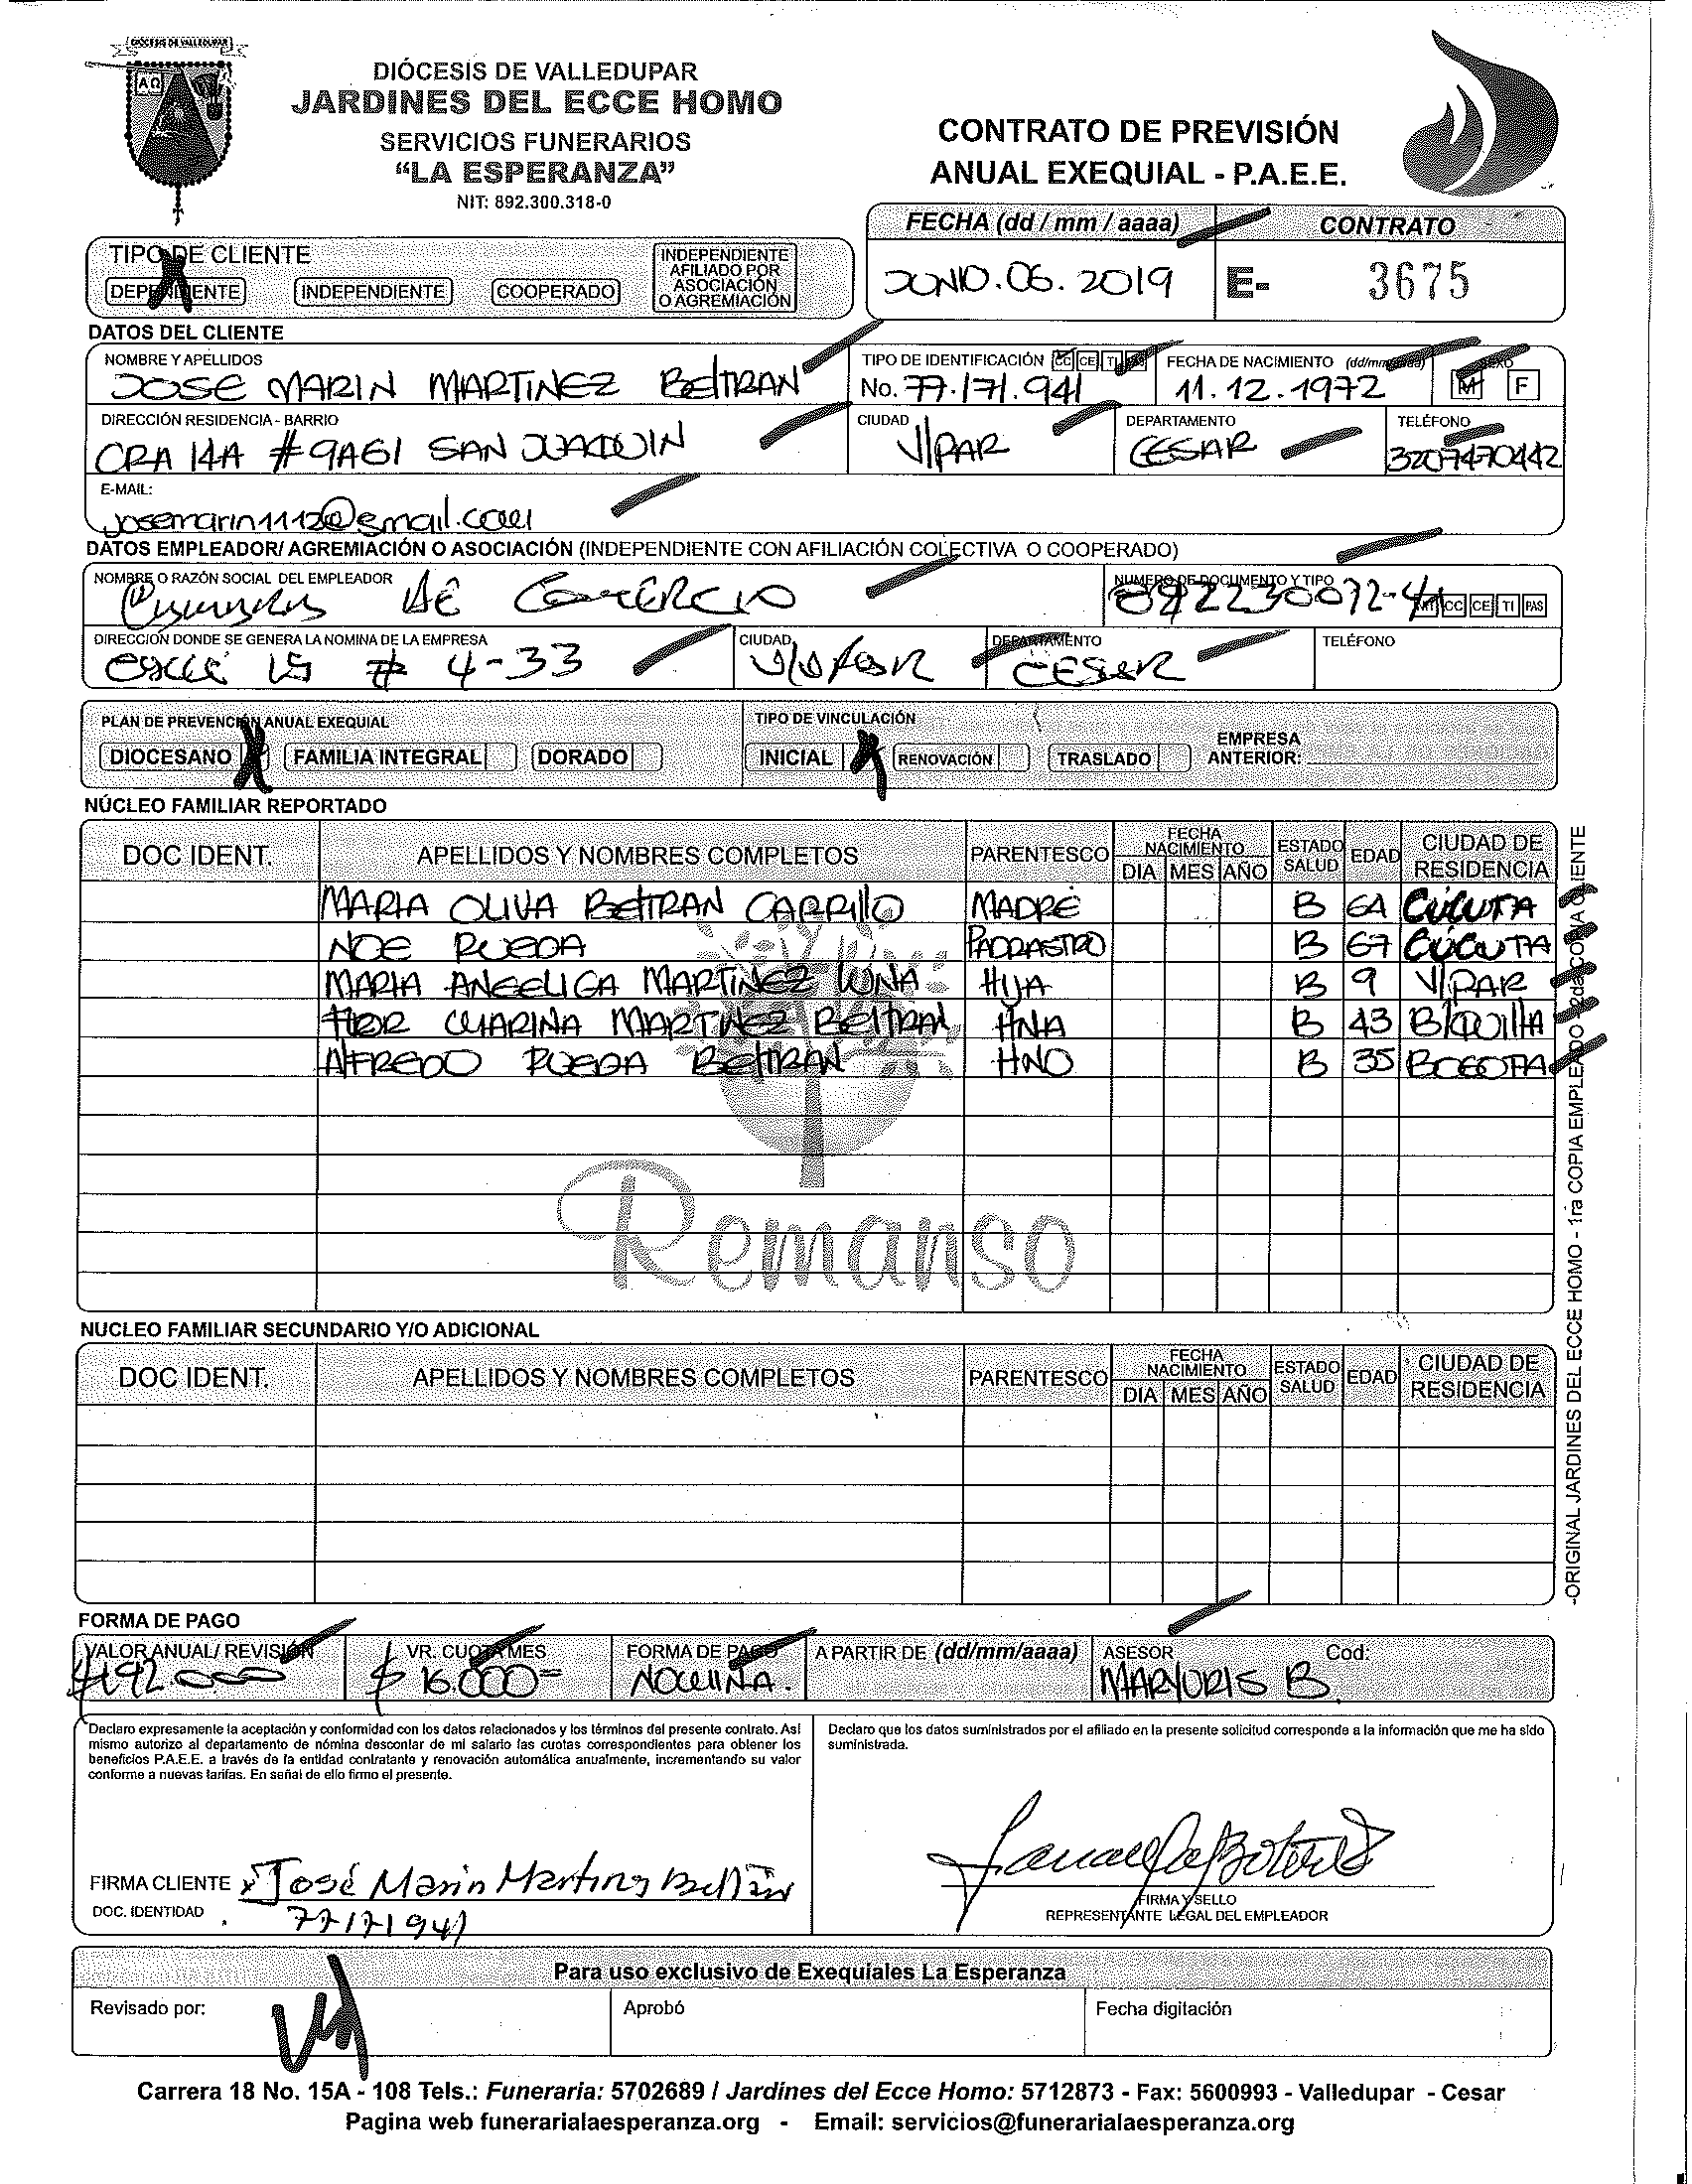 DIÓCESIS DE VALLEDUPAR
DIÓCESIS DE VALLEDUPAR
JARDINES DEL ECCE HOMO
SERVICIOS FUNERARIOS
“LA ESPERANZA”
NIT: 892.300.318-0
CONTRATO DE PREVISIÓN
ANUAL EXEQUIAL - P.A.E.E.
FECHA (dd / mm / aaaa) CONTRATO
JUNIO.06.2019 E- 3675
TIPO DE CLIENTE
DEPENDIENTE INDEPENDIENTE COOPERADO
INDEPENDIENTE
AFILIADO POR
ASOCIACIÓN
O AGREMIACIÓN
DATOS DEL CLIENTE
NOMBRE Y APELLIDOS TIPO DE IDENTIFICACIÓN CC CE TI PAS FECHA DE NACIMIENTO (dd/mm/aaaa) SEXO
JOSE MARIN MARTINEZ BELTRAN No. 77.171.941 11.12.1972 M F
DIRECCIÓN RESIDENCIA - BARRIO CIUDAD DEPARTAMENTO TELÉFONO
CRA 14A #9A61 SAN JUAQUIN V/PAR CESAR 3207470442
E-MAIL:
josemarin1112@gmail.com
DATOS EMPLEADOR/ AGREMIACIÓN O ASOCIACIÓN (INDEPENDIENTE CON AFILIACIÓN COLECTIVA O COOPERADO)
NOMBRE O RAZÓN SOCIAL DEL EMPLEADOR NUMERO DE DOCUMENTO Y TIPO
DE COMERCIO NIT CC CE TI PAS
DIRECCIÓN DONDE SE GENERA LA NOMINA DE LA EMPRESA CIUDAD DEPARTAMENTO TELÉFONO
calle 15 # 4-33 V/UPAR CESAR
PLAN DE PREVENCIÓN ANUAL EXEQUIAL TIPO DE VINCULACIÓN
DIOCESANO X FAMILIA INTEGRAL DORADO INICIAL X RENOVACIÓN TRASLADO EMPRESA ANTERIOR:
NÚCLEO FAMILIAR REPORTADO
DOC IDENT. APELLIDOS Y NOMBRES COMPLETOS PARENTESCO FECHA NACIMIENTO DIA MES AÑO ESTADO SALUD EDAD CIUDAD DE RESIDENCIA
MARIA OLIVA BELTRAN CARRILLO MADRE B 64 CÚCUTA
NOE RUEDA PADRASTRO B 67 CÚCUTA
MARIA ANGELIGA MARTINEZ LUNA HIJA B 9 V/PAR
MARTINEZ BELTRAN HNA B 43 B/QUILLA
ALFREDO RUEDA BELTRAN HNO B 35 BOGOTA
Remanso
NUCLEO FAMILIAR SECUNDARIO Y/O ADICIONAL
DOC IDENT. APELLIDOS Y NOMBRES COMPLETOS PARENTESCO FECHA NACIMIENTO DIA MES AÑO ESTADO SALUD EDAD CIUDAD DE RESIDENCIA
-ORIGINAL JARDINES DEL ECCE HOMO - 1ra COPIA EMPLEADO - 2da COPIA CLIENTE
FORMA DE PAGO
VALOR ANUAL/ REVISIÓN VR. CUOTA MES FORMA DE PAGO A PARTIR DE (dd/mm/aaaa) ASESOR Cod:
$192.000 $ 16.000= NOMINA. MARYURIS B.
Declaro expresamente la aceptación y conformidad con los datos relacionados y los términos del presente contrato. Así
mismo autorizo al departamento de nómina descontar de mi salario las cuotas correspondientes para obtener los
beneficios P.A.E.E. a través de la entidad contratante y renovación automática anualmente, incrementando su valor
conforme a nuevas tarifas. En señal de ello firmo el presente.
Declaro que los datos suministrados por el afiliado en la presente solicitud corresponde a la información que me ha sido
suministrada.
FIRMA CLIENTE x José Marin Martinez Beltrán
DOC. IDENTIDAD 77171941
FIRMA Y SELLO
REPRESENTANTE LEGAL DEL EMPLEADOR
Para uso exclusivo de Exequiales La Esperanza
Revisado por: Aprobó Fecha digitación
Carrera 18 No. 15A - 108 Tels.: Funeraria: 5702689 / Jardínes del Ecce Homo: 5712873 - Fax: 5600993 - Valledupar - Cesar
Pagina web funerarialaesperanza.org - Email: servicios@funerarialaesperanza.org